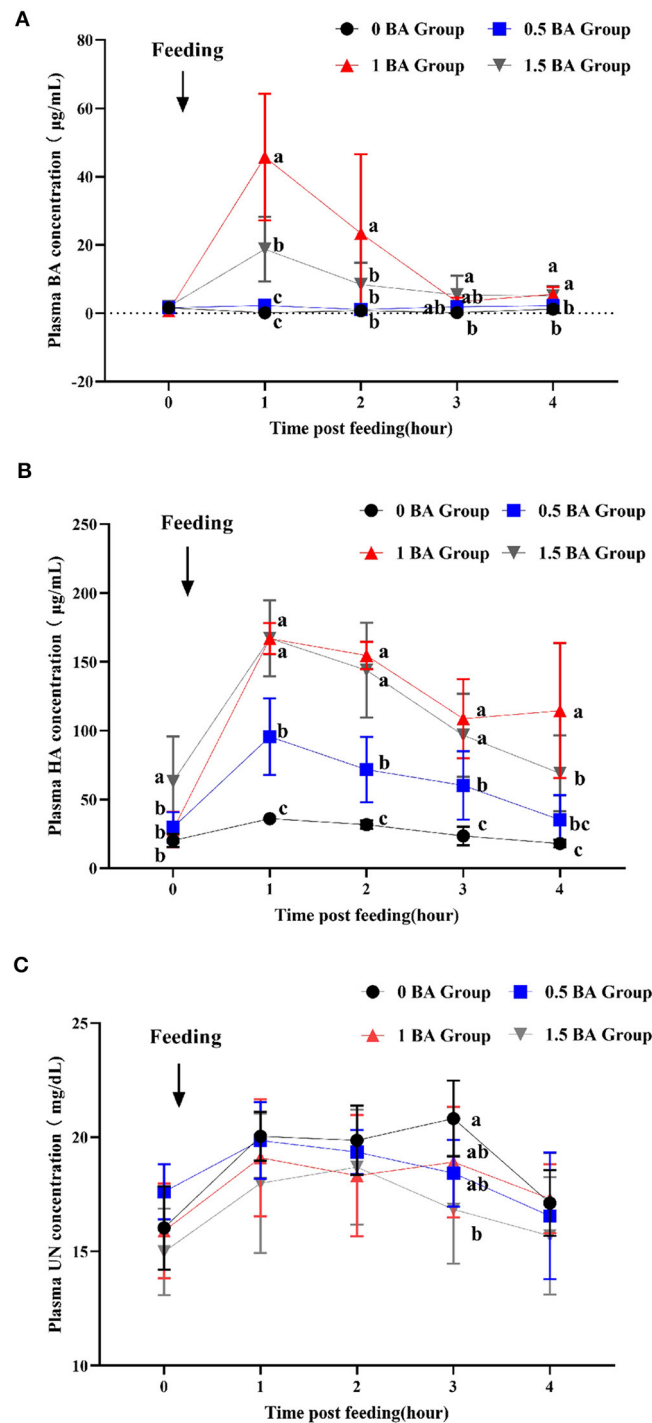 A
0 BA Group 0.5 BA Group
1 BA Group 1.5 BA Group
Feeding
Plasma BA concentration ( μg/mL)
80
60
40
20
0
-20
a
b
c
c
a
b
b
b
a
ab
ab
b
a
a
b
b
0 1 2 3 4
Time post feeding(hour)
B
0 BA Group 0.5 BA Group
1 BA Group 1.5 BA Group
Feeding
Plasma HA concentration ( μg/mL)
250
200
150
100
50
0
a
b
b
b
a
a
b
c
a
a
b
c
a
a
b
c
a
b
bc
c
0 1 2 3 4
Time post feeding(hour)
C
0 BA Group 0.5 BA Group
1 BA Group 1.5 BA Group
Feeding
Plasma UN concentration ( mg/dL)
25
20
15
10
a
ab
ab
b
0 1 2 3 4
Time post feeding(hour)